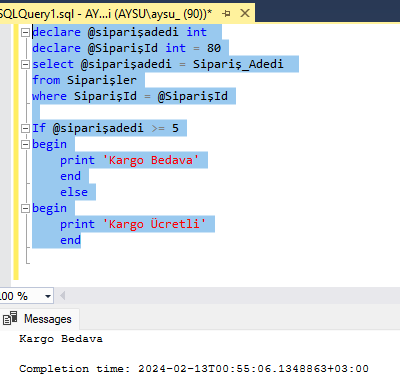 SQLQuery1.sql - AY...i (AYSU\aysu_ (90))*
declare @siparişadedi int
declare @SiparişId int = 80
select @siparişadedi = Sipariş_Adedi
from Siparişler
where SiparişId = @SiparişId
If @siparişadedi >= 5
begin
print 'Kargo Bedava'
end
else
begin
print 'Kargo Ücretli'
end
100 %
Messages
Kargo Bedava
Completion time: 2024-02-13T00:55:06.1348863+03:00